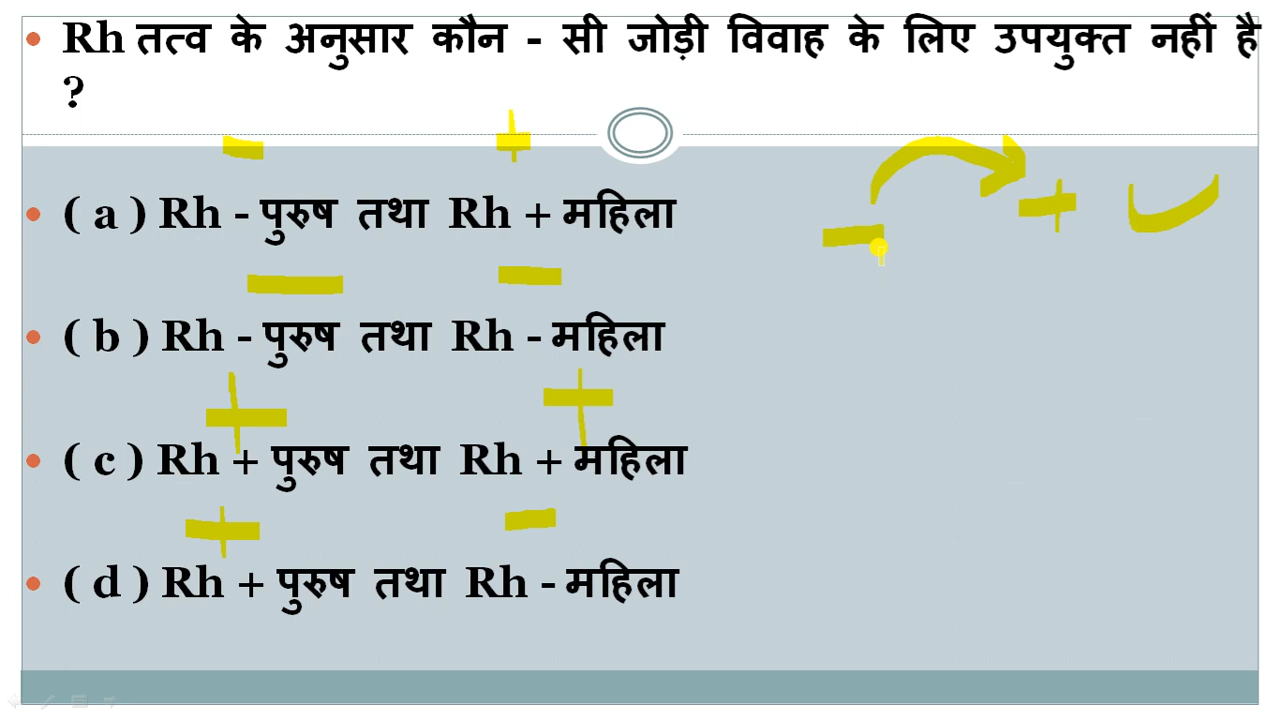 Rh तत्व के अनुसार कौन - सी जोड़ी विवाह के लिए उपयुक्त नहीं है
?
( a ) Rh - पुरुष तथा Rh + महिला
( b ) Rh - पुरुष तथा Rh - महिला
( c ) Rh + पुरुष तथा Rh + महिला
( d ) Rh + पुरुष तथा Rh - महिला